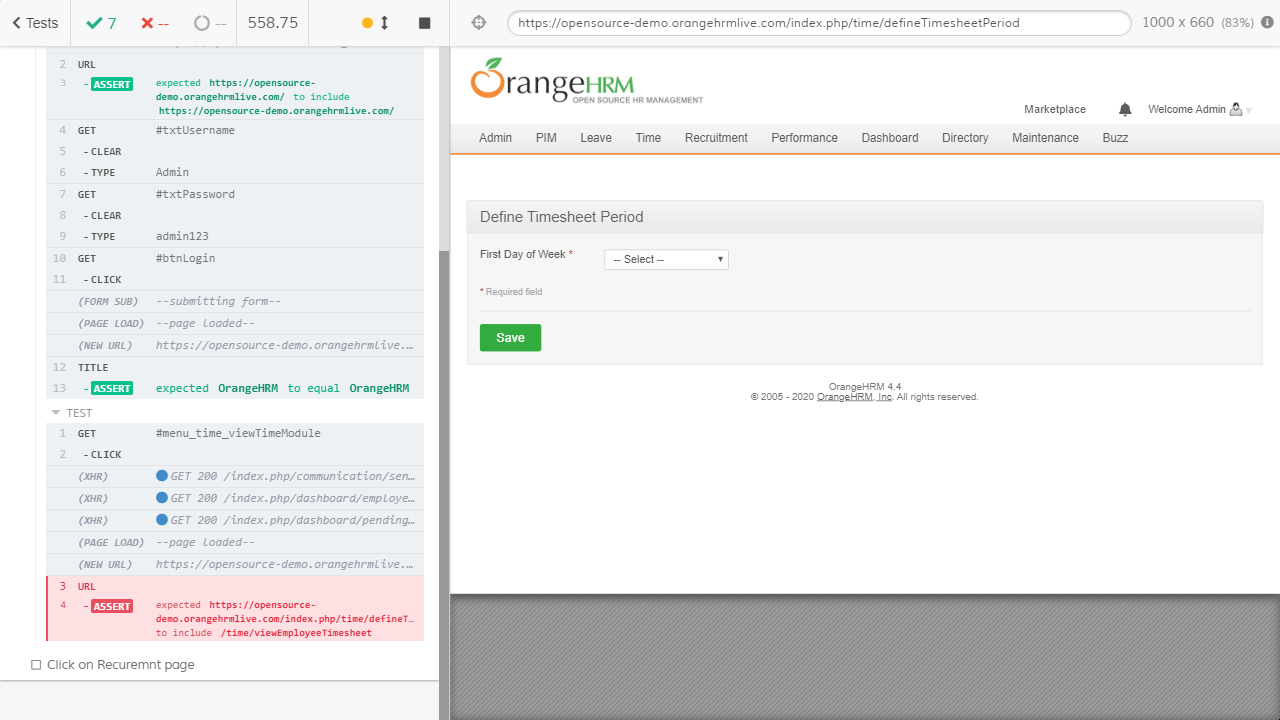 Tests
7
--
--
558.75
https://opensource-demo.orangehrmlive.com/index.php/time/defineTimesheetPeriod
1000 x 660 (83%)
2 URL
3 - ASSERT expected https://opensource-
demo.orangehrmlive.com/ to include
https://opensource-demo.orangehrmlive.com/
4 GET #txtUsername
5 - CLEAR
6 - TYPE Admin
7 GET #txtPassword
8 - CLEAR
9 - TYPE admin123
10 GET #btnLogin
11 - CLICK
(FORM SUB) --submitting form--
(PAGE LOAD) --page loaded--
(NEW URL) https://opensource-demo.orangehrmlive.…
12 TITLE
13 - ASSERT expected OrangeHRM to equal OrangeHRM
TEST
1 GET #menu_time_viewTimeModule
2 - CLICK
(XHR) GET 200 /index.php/communication/sen…
(XHR) GET 200 /index.php/dashboard/employe…
(XHR) GET 200 /index.php/dashboard/pending…
(PAGE LOAD) --page loaded--
(NEW URL) https://opensource-demo.orangehrmlive.…
3 URL
4 - ASSERT expected https://opensource-
demo.orangehrmlive.com/index.php/time/defineT…
to include /time/viewEmployeeTimesheet
Click on Recuremnt page
OrangeHRM
OPEN SOURCE HR MANAGEMENT
Marketplace
Welcome Admin
Admin PIM Leave Time Recruitment Performance Dashboard Directory Maintenance Buzz
Define Timesheet Period
First Day of Week * -- Select --
* Required field
Save
OrangeHRM 4.4
© 2005 - 2020 OrangeHRM, Inc. All rights reserved.